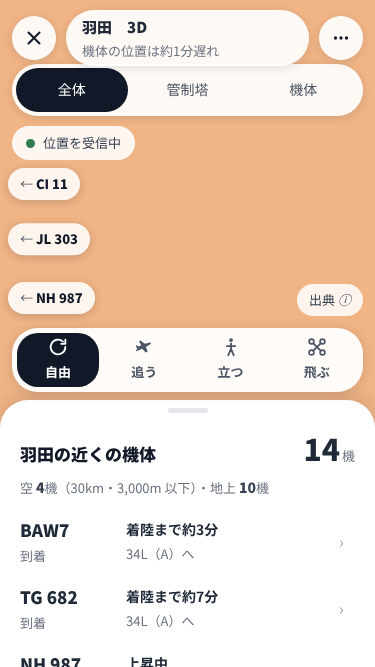 羽田　3D
機体の位置は約1分遅れ
全体
管制塔
機体
位置を受信中
← CI 11
← JL 303
← NH 987
出典 ⓘ
自由
追う
立つ
飛ぶ
羽田の近くの機体
14機
空 4機（30km・3,000m 以下）・地上 10機
BAW7
着陸まで約3分
到着
34L（A）へ
TG 682
着陸まで約7分
到着
34L（A）へ
NH 987
上昇中